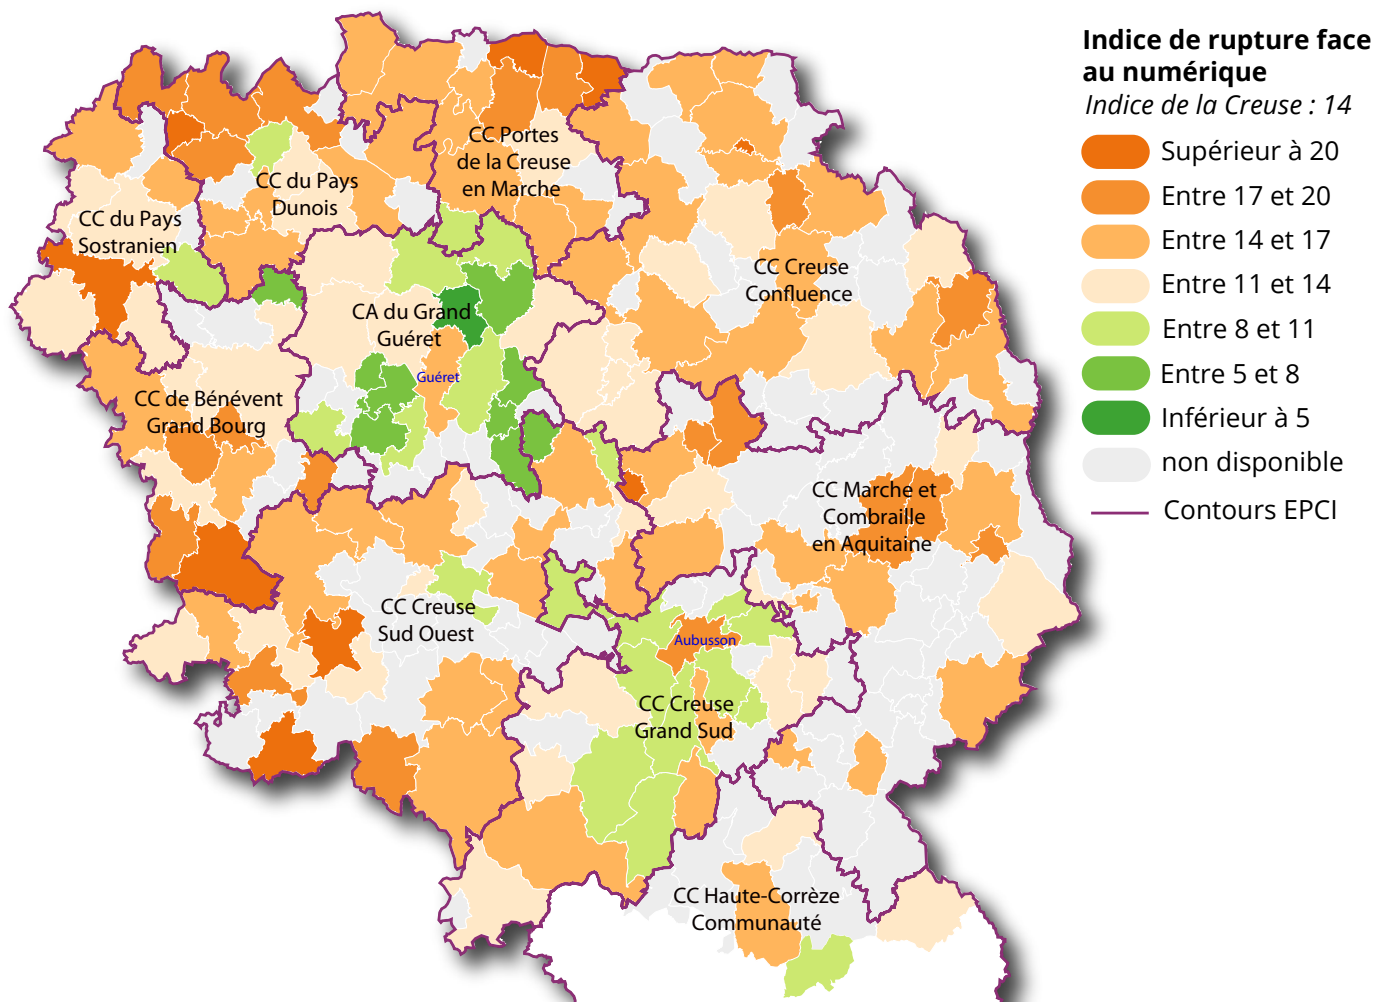 Indice de rupture face
au numérique
Indice de la Creuse : 14
Supérieur à 20
Entre 17 et 20
Entre 14 et 17
Entre 11 et 14
Entre 8 et 11
Entre 5 et 8
Inférieur à 5
non disponible
Contours EPCI
CC Portes
de la Creuse
en Marche
CC du Pays
Dunois
CC du Pays
Sostranien
CC Creuse
Confluence
CA du Grand
Guéret
Guéret
CC de Bénévent
Grand Bourg
CC Marche et
Combraille
en Aquitaine
CC Creuse
Sud Ouest
Aubusson
CC Creuse
Grand Sud
CC Haute-Corrèze
Communauté